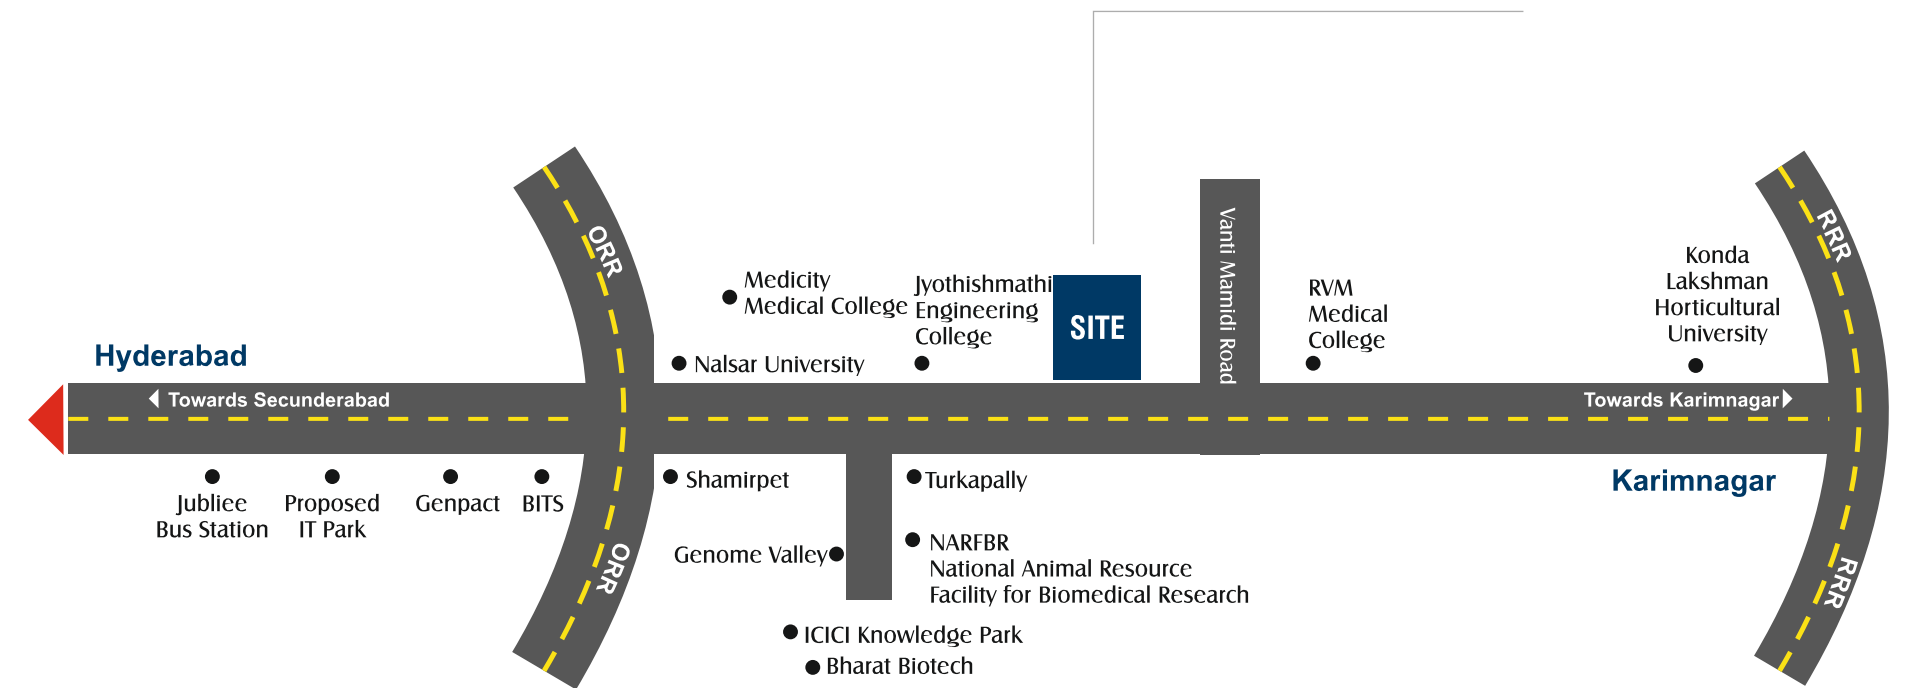 ORR
RRR
Vanti Mamidi Road
Konda
Lakshman
Horticultural
University
Medicity
Medical College
Jyothishmathi
Engineering
College
SITE
RVM
Medical
College
Hyderabad
Nalsar University
Towards Secunderabad
Towards Karimnagar
Jubliee
Bus Station
Proposed
IT Park
Genpact
BITS
Shamirpet
Turkapally
Karimnagar
Genome Valley
NARFBR
National Animal Resource
Facility for Biomedical Research
ORR
RRR
ICICI Knowledge Park
Bharat Biotech